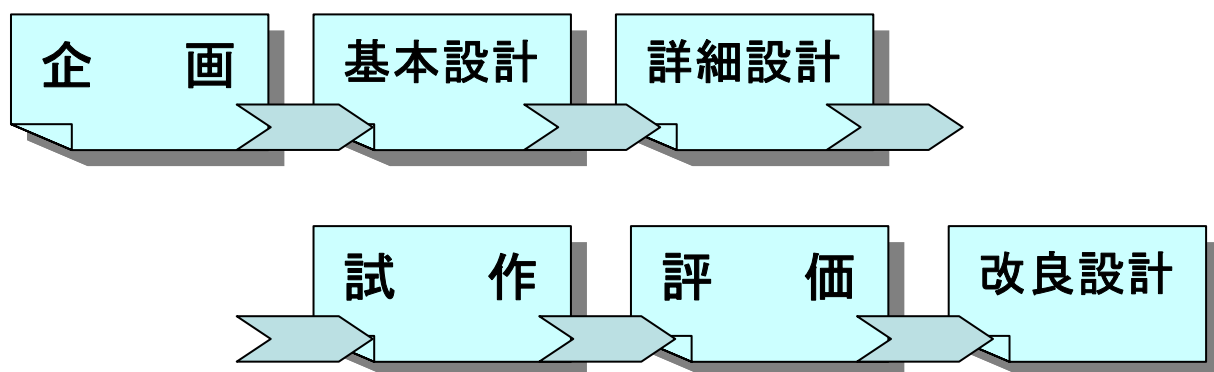 企　　画
基本設計
詳細設計
試　　作
評　　価
改良設計